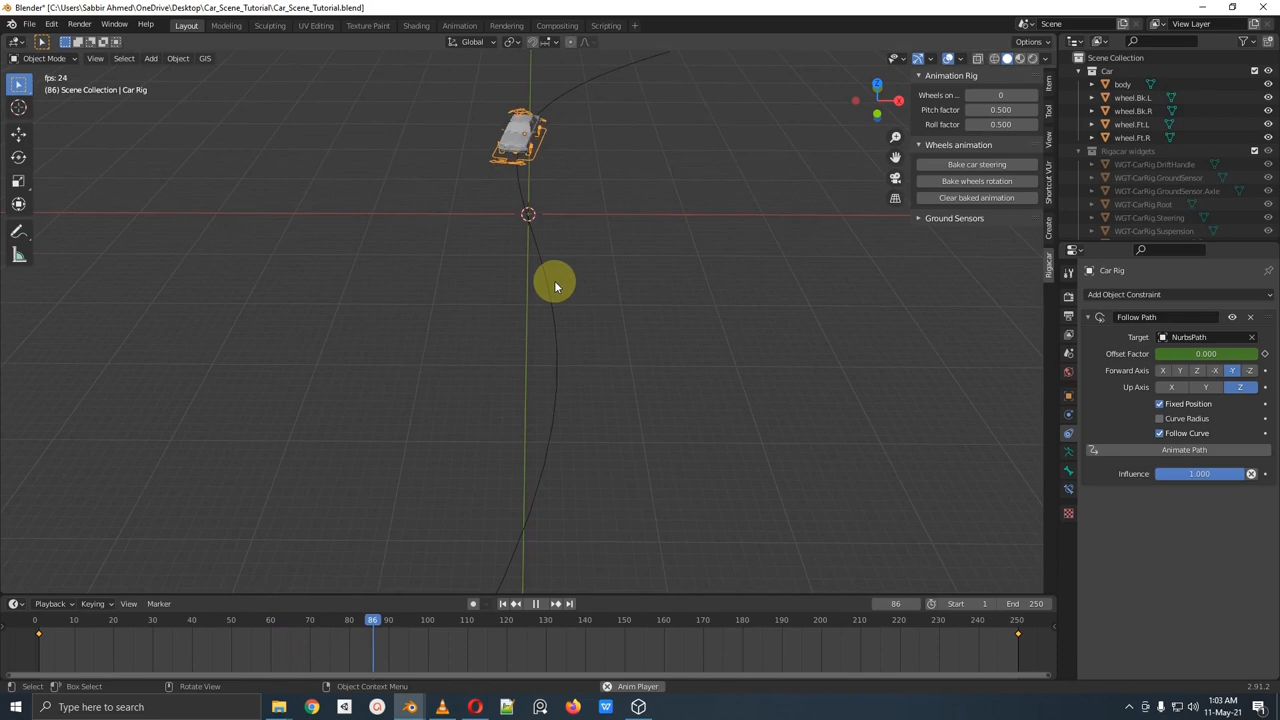 Blender* [C:\Users\Sabbir Ahmed\OneDrive\Desktop\Car_Scene_Tutorial\Car_Scene_Tutorial.blend]
File Edit Render Window Help Layout Modeling Sculpting UV Editing Texture Paint Shading Animation Rendering Compositing Scripting + Scene View Layer
Global Options
Object Mode View Select Add Object GIS
fps: 24
(86) Scene Collection | Car Rig
Animation Rig
Wheels on... 0
Pitch factor 0.500
Roll factor 0.500
Wheels animation
Bake car steering
Bake wheels rotation
Clear baked animation
Ground Sensors
Item
Tool
View
Shortcut VUr
Create
Rigacar
X
Z
Scene Collection
Car
body
wheel.Bk.L
wheel.Bk.R
wheel.Ft.L
wheel.Ft.R
Rigacar widgets
WGT-CarRig.DriftHandle
WGT-CarRig.GroundSensor
WGT-CarRig.GroundSensor.Axle
WGT-CarRig.Root
WGT-CarRig.Steering
WGT-CarRig.Suspension
Car Rig
Add Object Constraint
Follow Path
Target NurbsPath
Offset Factor 0.000
Forward Axis X Y Z -X -Y -Z
Up Axis X Y Z
Fixed Position
Curve Radius
Follow Curve
Animate Path
Influence 1.000
Playback Keying View Marker 86 Start 1 End 250
0 10 20 30 40 50 60 70 80 86 90 100 110 120 130 140 150 160 170 180 190 200 210 220 230 240 250
Select Box Select Rotate View Object Context Menu Anim Player 2.91.2
Type here to search
1:03 AM
11-May-21